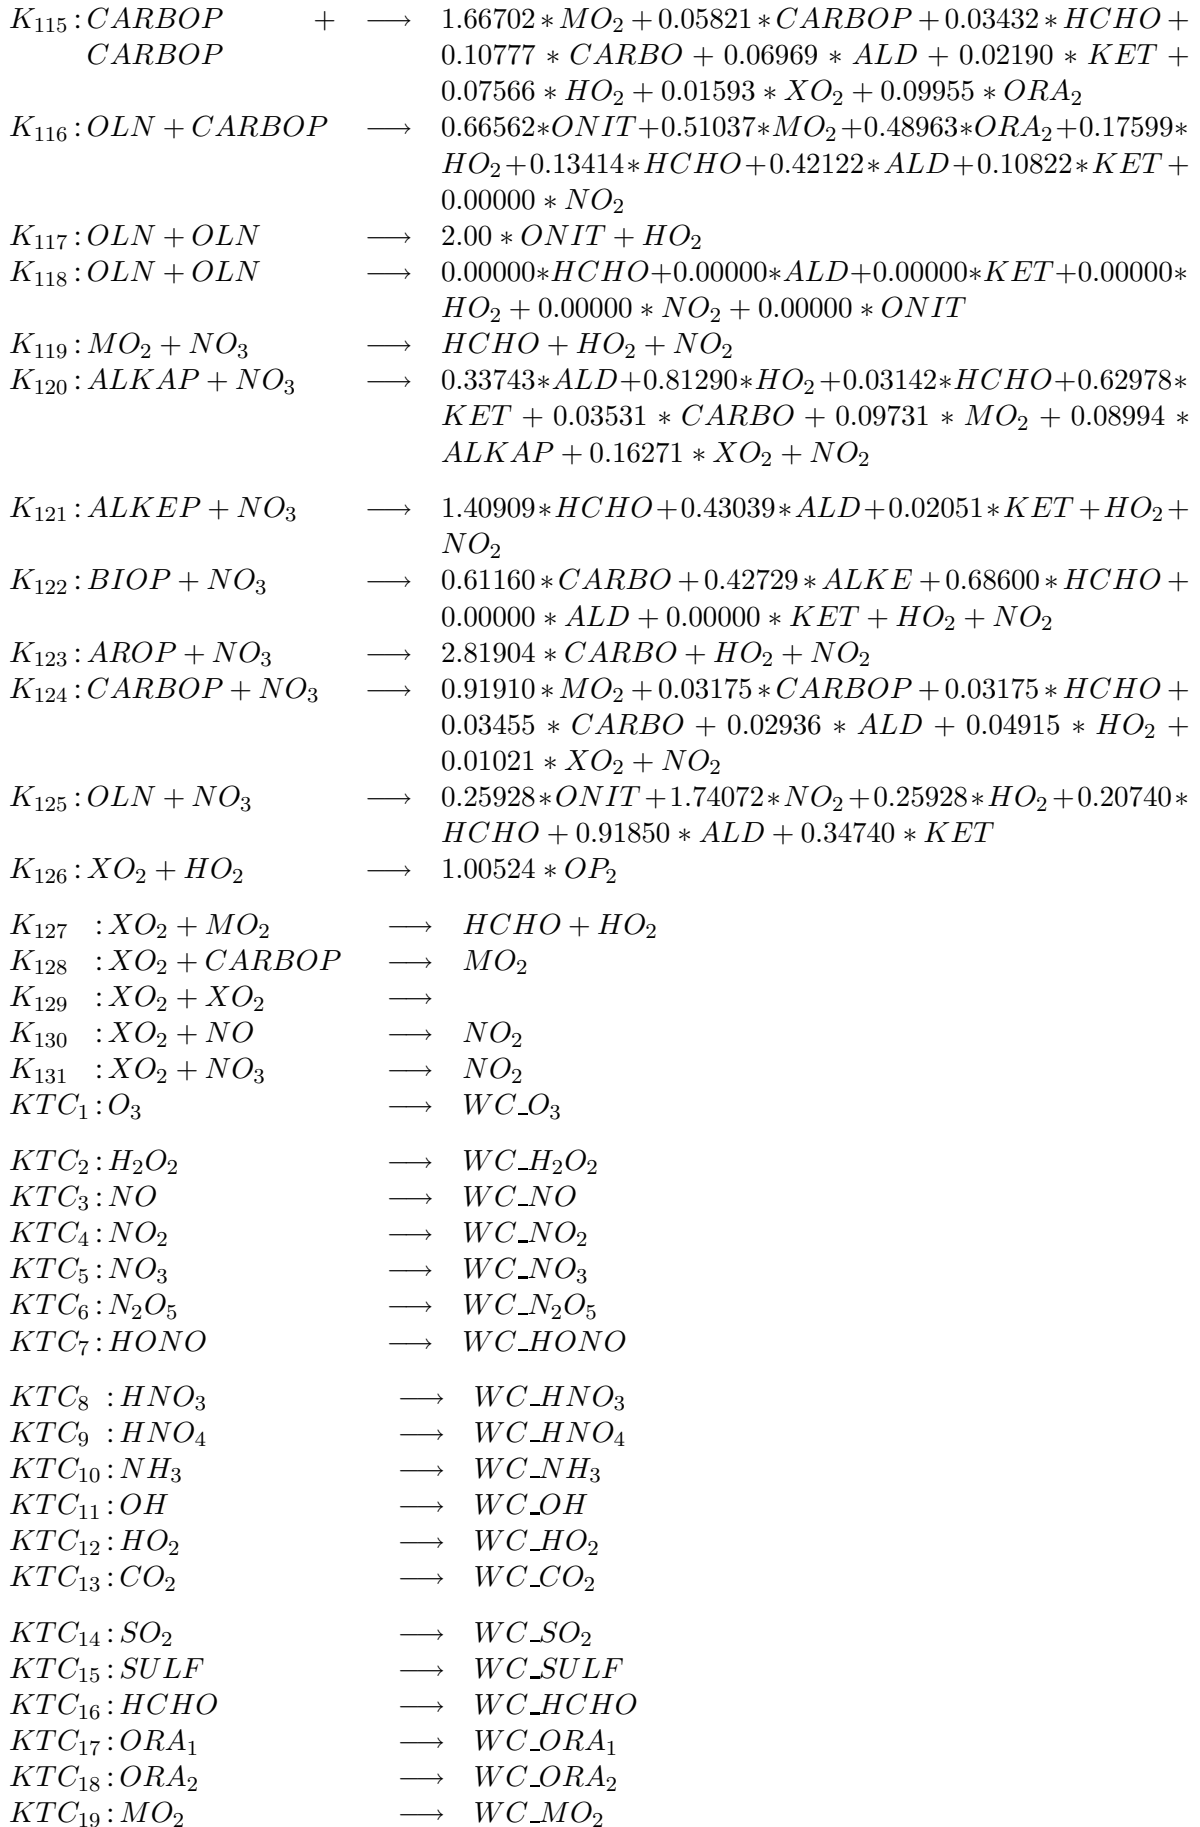 K₁₁₅: CARBOP + ⟶ 1.66702 ∗ MO₂ + 0.05821 ∗ CARBOP + 0.03432 ∗ HCHO +
CARBOP 0.10777 ∗ CARBO + 0.06969 ∗ ALD + 0.02190 ∗ KET +
0.07566 ∗ HO₂ + 0.01593 ∗ XO₂ + 0.09955 ∗ ORA₂
K₁₁₆: OLN + CARBOP ⟶ 0.66562∗ONIT+0.51037∗MO₂+0.48963∗ORA₂+0.17599∗
HO₂+0.13414∗HCHO+0.42122∗ALD+0.10822∗KET+
0.00000 ∗ NO₂
K₁₁₇: OLN + OLN ⟶ 2.00 ∗ ONIT + HO₂
K₁₁₈: OLN + OLN ⟶ 0.00000∗HCHO+0.00000∗ALD+0.00000∗KET+0.00000∗
HO₂ + 0.00000 ∗ NO₂ + 0.00000 ∗ ONIT
K₁₁₉: MO₂ + NO₃ ⟶ HCHO + HO₂ + NO₂
K₁₂₀: ALKAP + NO₃ ⟶ 0.33743∗ALD+0.81290∗HO₂+0.03142∗HCHO+0.62978∗
KET + 0.03531 ∗ CARBO + 0.09731 ∗ MO₂ + 0.08994 ∗
ALKAP + 0.16271 ∗ XO₂ + NO₂
K₁₂₁: ALKEP + NO₃ ⟶ 1.40909∗HCHO+0.43039∗ALD+0.02051∗KET+HO₂+
NO₂
K₁₂₂: BIOP + NO₃ ⟶ 0.61160 ∗ CARBO + 0.42729 ∗ ALKE + 0.68600 ∗ HCHO +
0.00000 ∗ ALD + 0.00000 ∗ KET + HO₂ + NO₂
K₁₂₃: AROP + NO₃ ⟶ 2.81904 ∗ CARBO + HO₂ + NO₂
K₁₂₄: CARBOP + NO₃ ⟶ 0.91910 ∗ MO₂ + 0.03175 ∗ CARBOP + 0.03175 ∗ HCHO +
0.03455 ∗ CARBO + 0.02936 ∗ ALD + 0.04915 ∗ HO₂ +
0.01021 ∗ XO₂ + NO₂
K₁₂₅: OLN + NO₃ ⟶ 0.25928∗ONIT+1.74072∗NO₂+0.25928∗HO₂+0.20740∗
HCHO + 0.91850 ∗ ALD + 0.34740 ∗ KET
K₁₂₆: XO₂ + HO₂ ⟶ 1.00524 ∗ OP₂
K₁₂₇ : XO₂ + MO₂ ⟶ HCHO + HO₂
K₁₂₈ : XO₂ + CARBOP ⟶ MO₂
K₁₂₉ : XO₂ + XO₂ ⟶
K₁₃₀ : XO₂ + NO ⟶ NO₂
K₁₃₁ : XO₂ + NO₃ ⟶ NO₂
KTC₁: O₃ ⟶ WC_O₃
KTC₂: H₂O₂ ⟶ WC_H₂O₂
KTC₃: NO ⟶ WC_NO
KTC₄: NO₂ ⟶ WC_NO₂
KTC₅: NO₃ ⟶ WC_NO₃
KTC₆: N₂O₅ ⟶ WC_N₂O₅
KTC₇: HONO ⟶ WC_HONO
KTC₈ : HNO₃ ⟶ WC_HNO₃
KTC₉ : HNO₄ ⟶ WC_HNO₄
KTC₁₀: NH₃ ⟶ WC_NH₃
KTC₁₁: OH ⟶ WC_OH
KTC₁₂: HO₂ ⟶ WC_HO₂
KTC₁₃: CO₂ ⟶ WC_CO₂
KTC₁₄: SO₂ ⟶ WC_SO₂
KTC₁₅: SULF ⟶ WC_SULF
KTC₁₆: HCHO ⟶ WC_HCHO
KTC₁₇: ORA₁ ⟶ WC_ORA₁
KTC₁₈: ORA₂ ⟶ WC_ORA₂
KTC₁₉: MO₂ ⟶ WC_MO₂